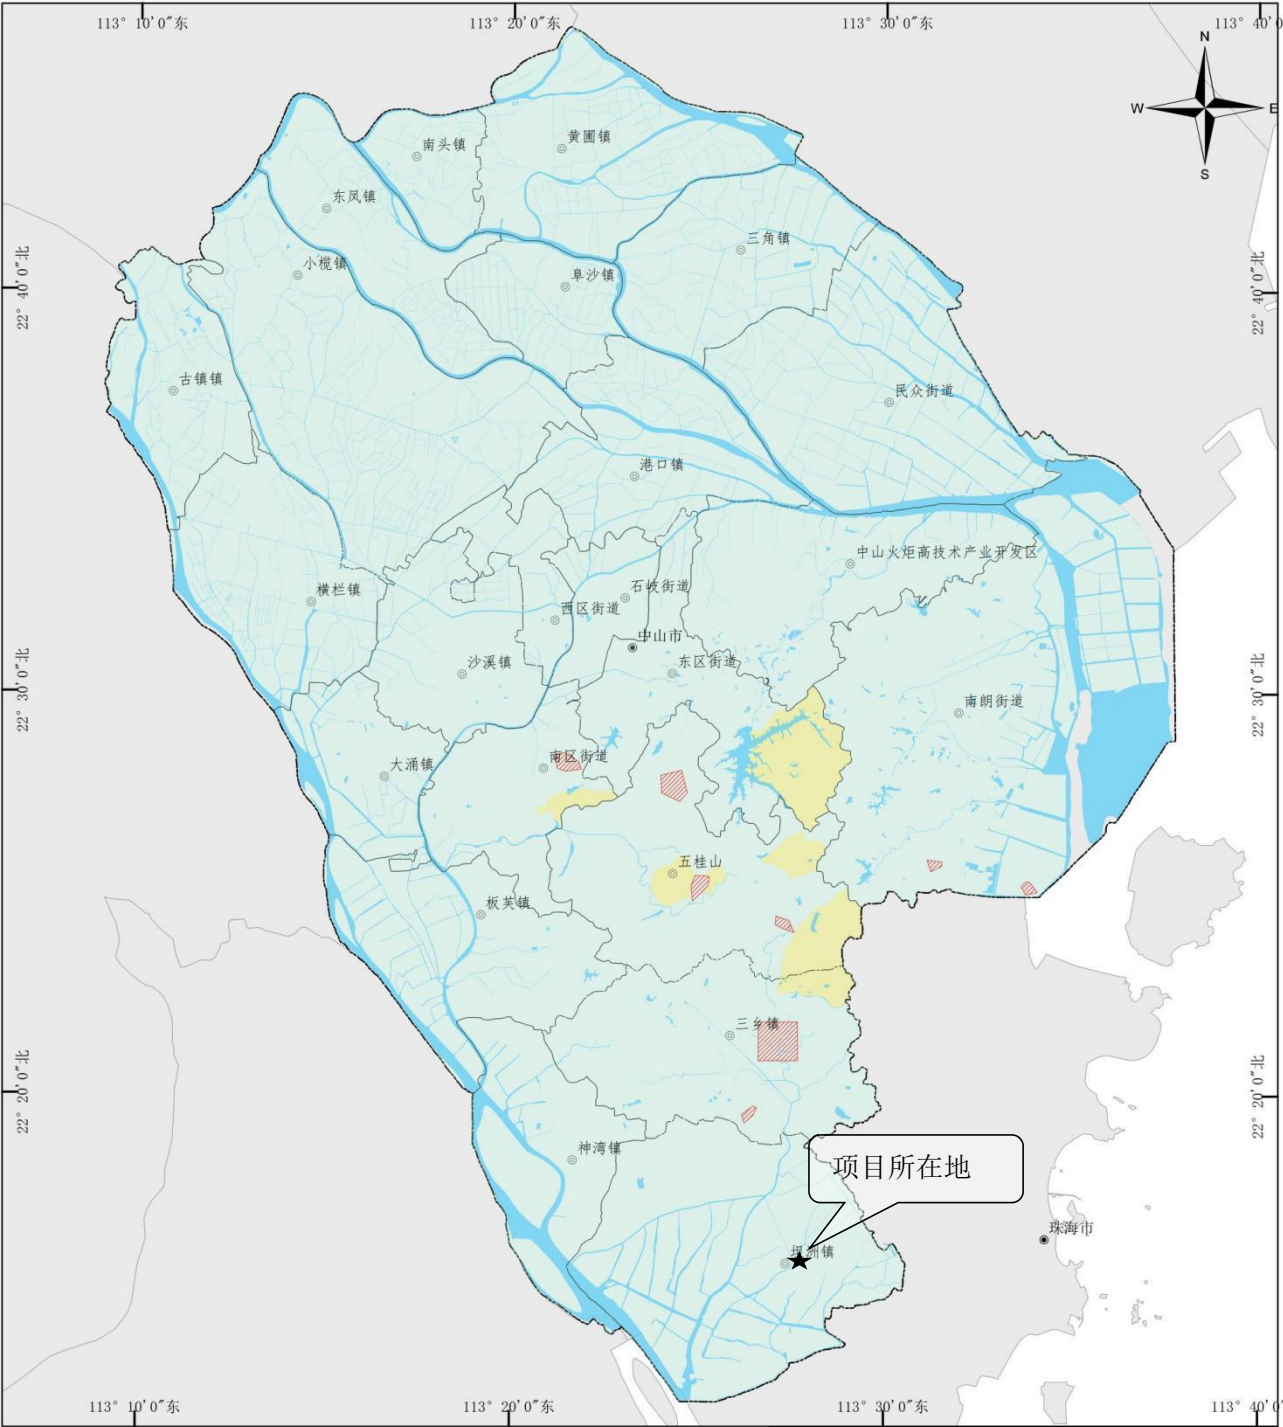 113° 10′0″东
113° 20′0″东
113° 30′0″东
113° 40′0
N
W
E
S
黄圃镇
南头镇
东凤镇
三角镇
小榄镇
阜沙镇
22° 40′0″北
22° 40′0″北
古镇镇
民众街道
港口镇
中山火炬高技术产业开发区
横栏镇
石岐街道
西区街道
中山市
沙溪镇
东区街道
22° 30′0″北
22° 30′0″北
南朗街道
南区街道
大涌镇
五桂山
板芙镇
三乡镇
22° 20′0″北
22° 20′0″北
神湾镇
项目所在地
珠海市
坦洲镇
113° 10′0″东
113° 20′0″东
113° 30′0″东
113° 40′0